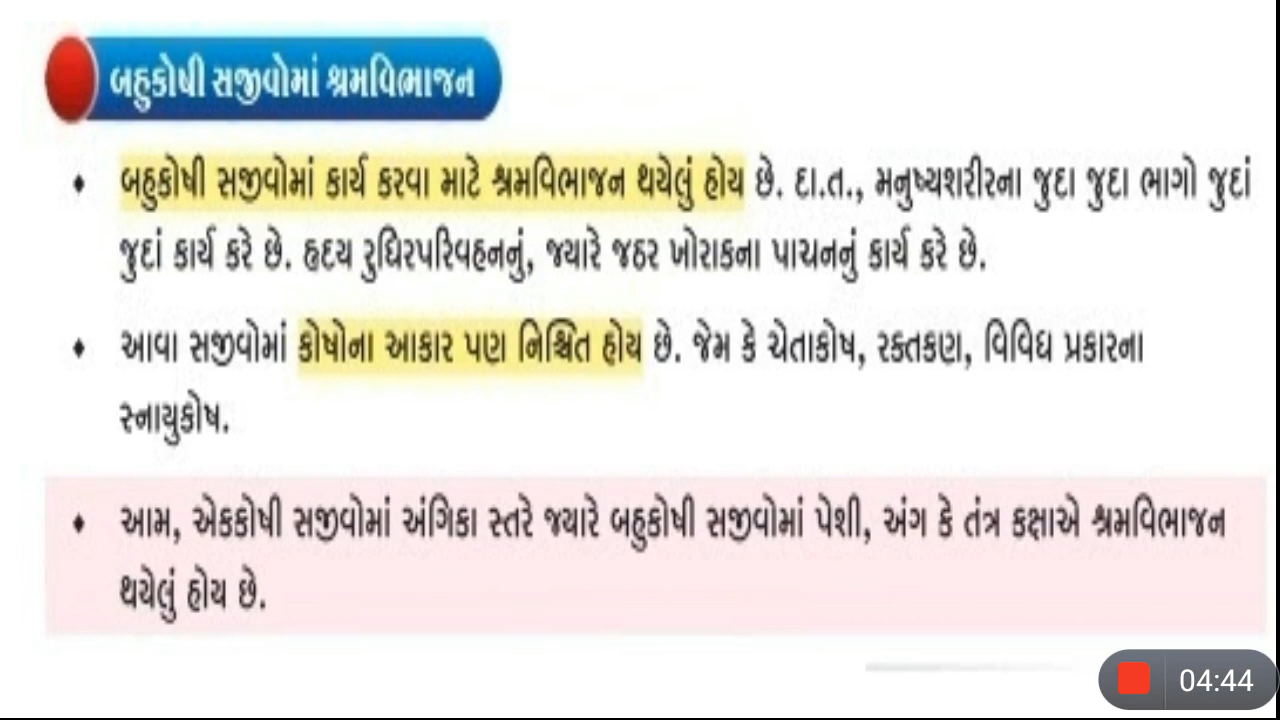 બહુકોષી સજીવોમાં શ્રમવિભાજન
♦ બહુકોષી સજીવોમાં કાર્ય કરવા માટે શ્રમવિભાજન થયેલું હોય છે. દા.ત., મનુષ્યશરીરના જુદા જુદા ભાગો જુદાં
જુદાં કાર્ય કરે છે. હૃદય રુધિરપરિવહનનું, જ્યારે જઠર ખોરાકના પાચનનું કાર્ય કરે છે.
♦ આવા સજીવોમાં કોષોના આકાર પણ નિશ્ચિત હોય છે. જેમ કે ચેતાકોષ, રક્તકણ, વિવિધ પ્રકારના
સ્નાયુકોષ.
♦ આમ, એકકોષી સજીવોમાં અંગિકા સ્તરે જ્યારે બહુકોષી સજીવોમાં પેશી, અંગ કે તંત્ર કક્ષાએ શ્રમવિભાજન
થયેલું હોય છે.
04:44